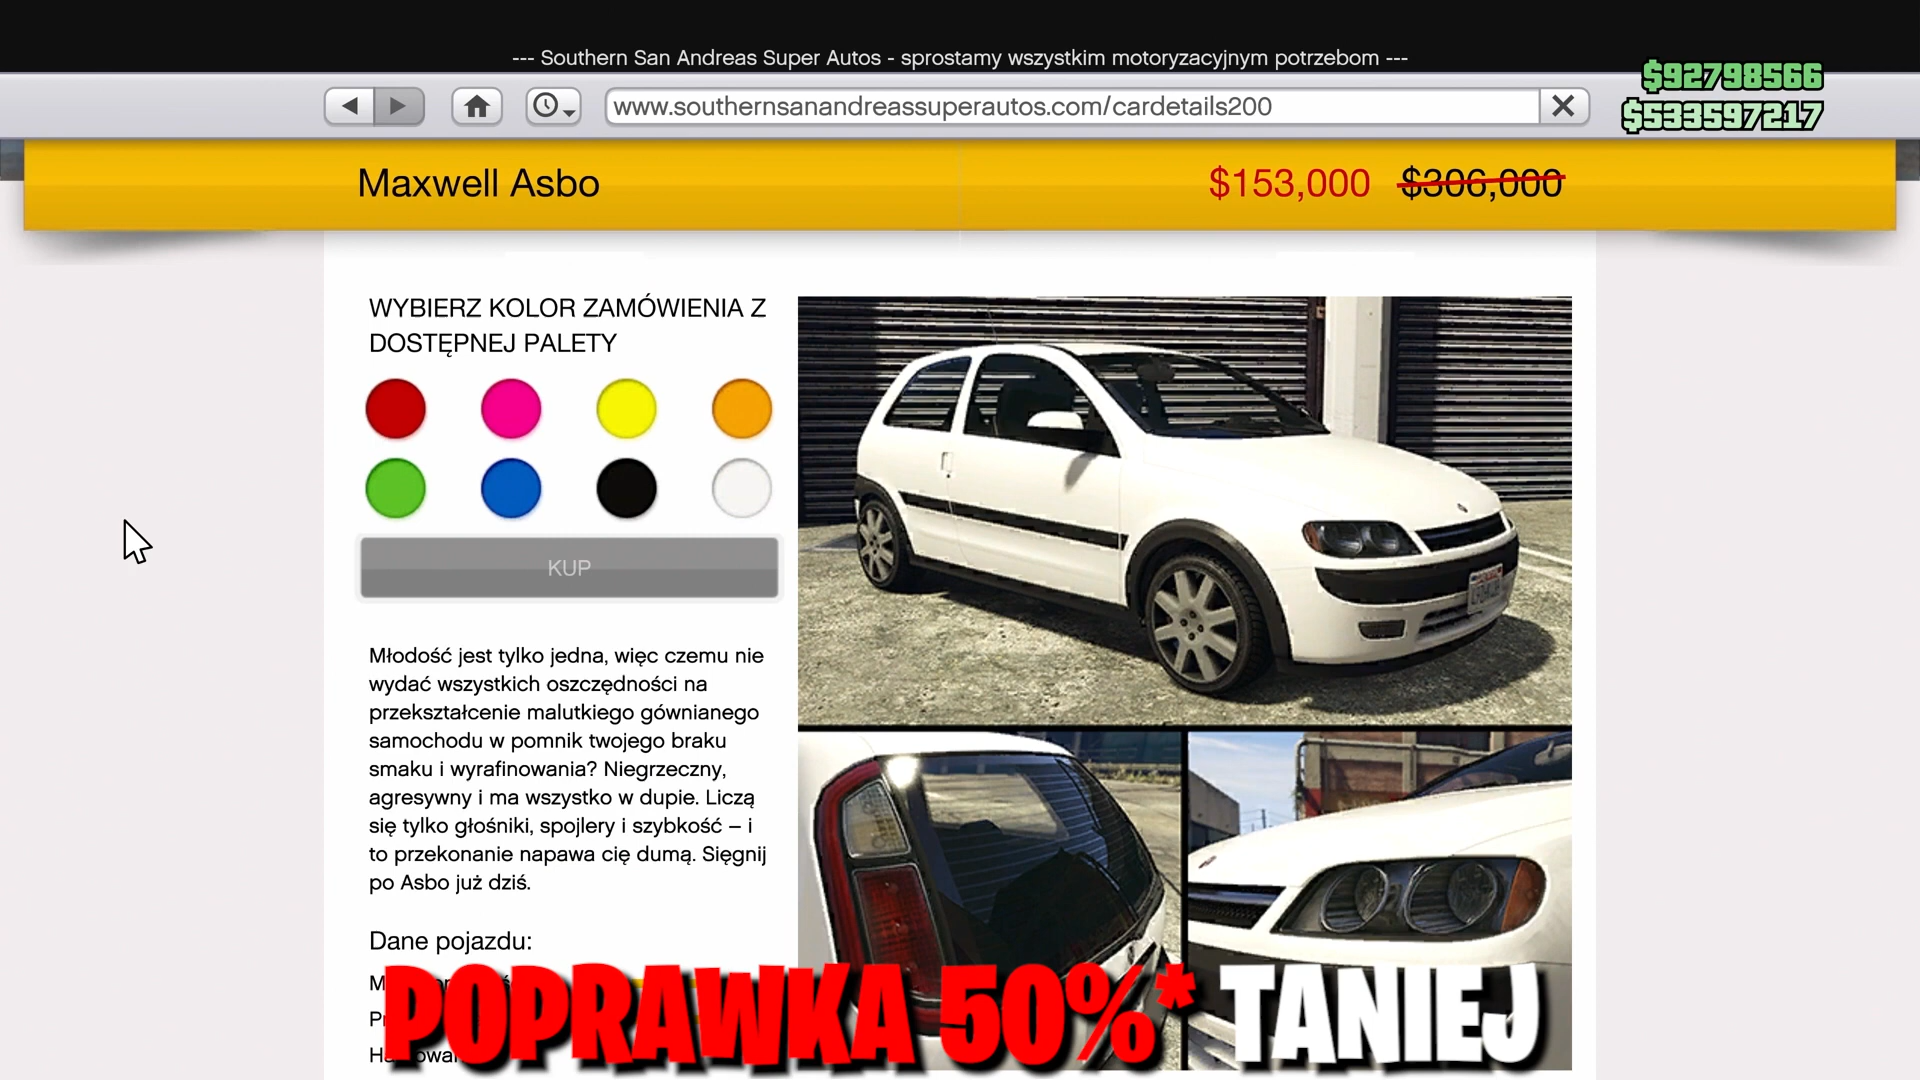 --- Southern San Andreas Super Autos - sprostamy wszystkim motoryzacyjnym potrzebom ---
$92798566
www.southernsanandreassuperautos.com/cardetails200
$533597217
Maxwell Asbo
$153,000 $306,000
WYBIERZ KOLOR ZAMÓWIENIA Z
DOSTĘPNEJ PALETY
KUP
Młodość jest tylko jedna, więc czemu nie
wydać wszystkich oszczędności na
przekształcenie malutkiego gównianego
samochodu w pomnik twojego braku
smaku i wyrafinowania? Niegrzeczny,
agresywny i ma wszystko w dupie. Liczą
się tylko głośniki, spojlery i szybkość – i
to przekonanie napawa cię dumą. Sięgnij
po Asbo już dziś.
Dane pojazdu:
POPRAWKA 50%* TANIEJ